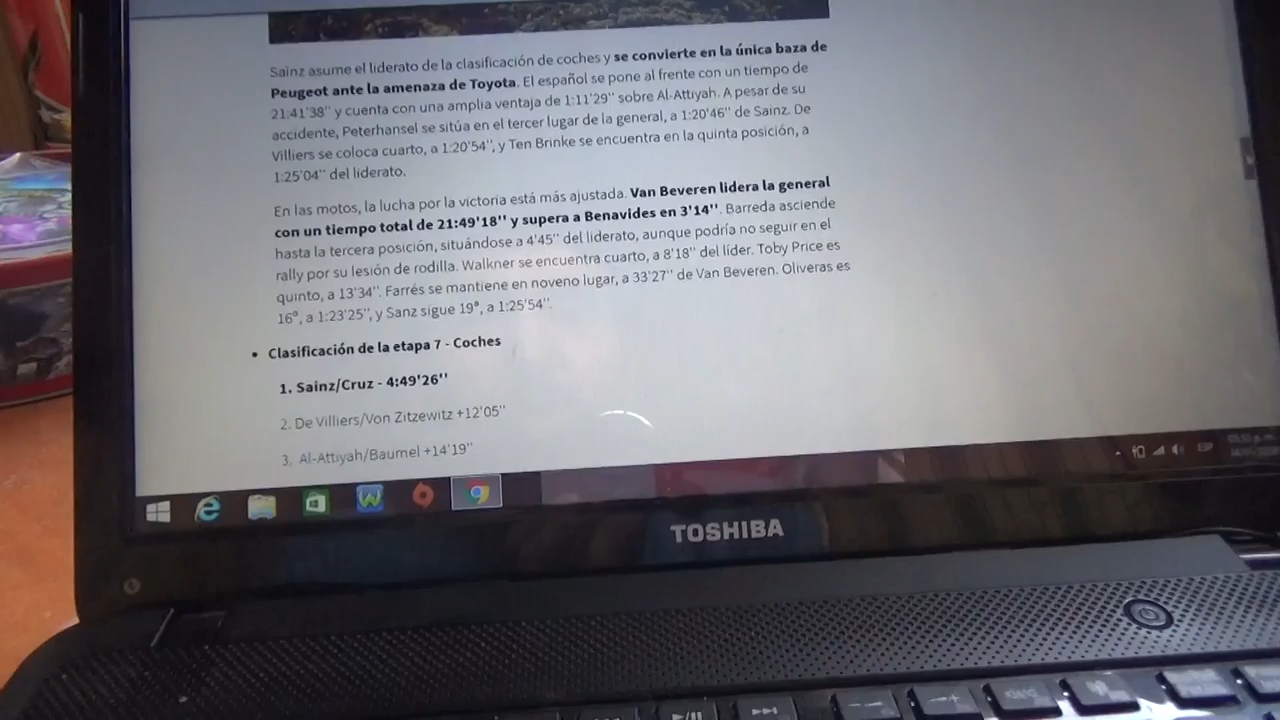 Sainz asume el liderato de la clasificación de coches y se convierte en la única baza de
Peugeot ante la amenaza de Toyota. El español se pone al frente con un tiempo de
21:41'38'' y cuenta con una amplia ventaja de 1:11'29'' sobre Al-Attiyah. A pesar de su
accidente, Peterhansel se sitúa en el tercer lugar de la general, a 1:20'46'' de Sainz. De
Villiers se coloca cuarto, a 1:20'54'', y Ten Brinke se encuentra en la quinta posición, a
1:25'04'' del liderato.
En las motos, la lucha por la victoria está más ajustada. Van Beveren lidera la general
con un tiempo total de 21:49'18'' y supera a Benavides en 3'14''. Barreda asciende
hasta la tercera posición, situándose a 4'45'' del liderato, aunque podría no seguir en el
rally por su lesión de rodilla. Walkner se encuentra cuarto, a 8'18'' del líder. Toby Price es
quinto, a 13'34''. Farrés se mantiene en noveno lugar, a 33'27'' de Van Beveren. Oliveras es
16º, a 1:23'25'', y Sanz sigue 19º, a 1:25'54''.
• Clasificación de la etapa 7 - Coches
1. Sainz/Cruz - 4:49'26''
2. De Villiers/Von Zitzewitz +12'05''
3. Al-Attiyah/Baumel +14'19''
TOSHIBA